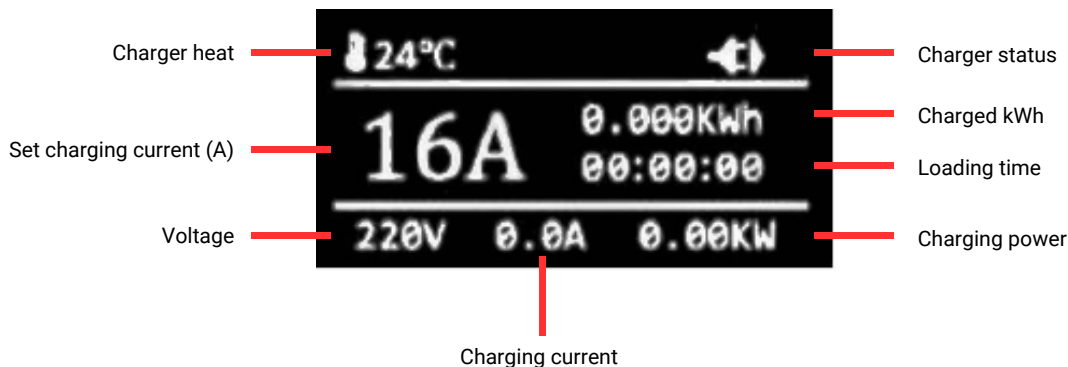 Charger heat
24°C
Charger status
Set charging current (A)
16A
0.000KWh
Charged kWh
00:00:00
Loading time
Voltage
220V 0.0A 0.00KW
Charging power
Charging current